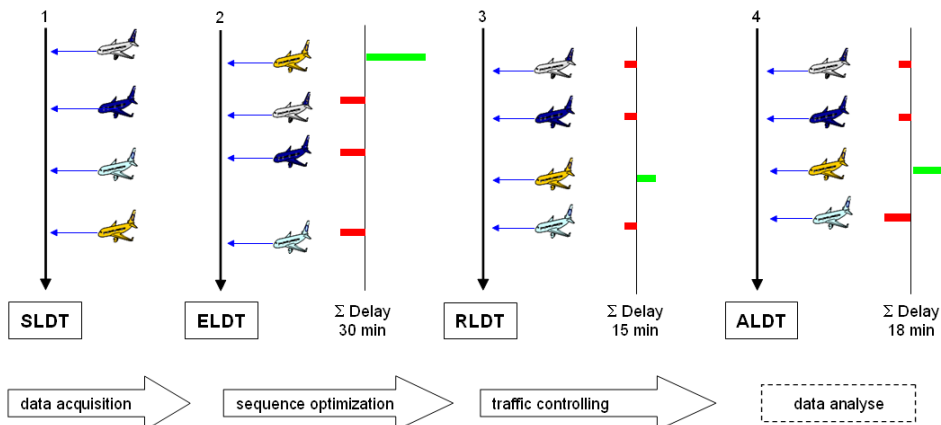 1
2
3
4
SLDT
ELDT
Σ Delay
30 min
RLDT
Σ Delay
15 min
ALDT
Σ Delay
18 min
data acquisition
sequence optimization
traffic controlling
data analyse